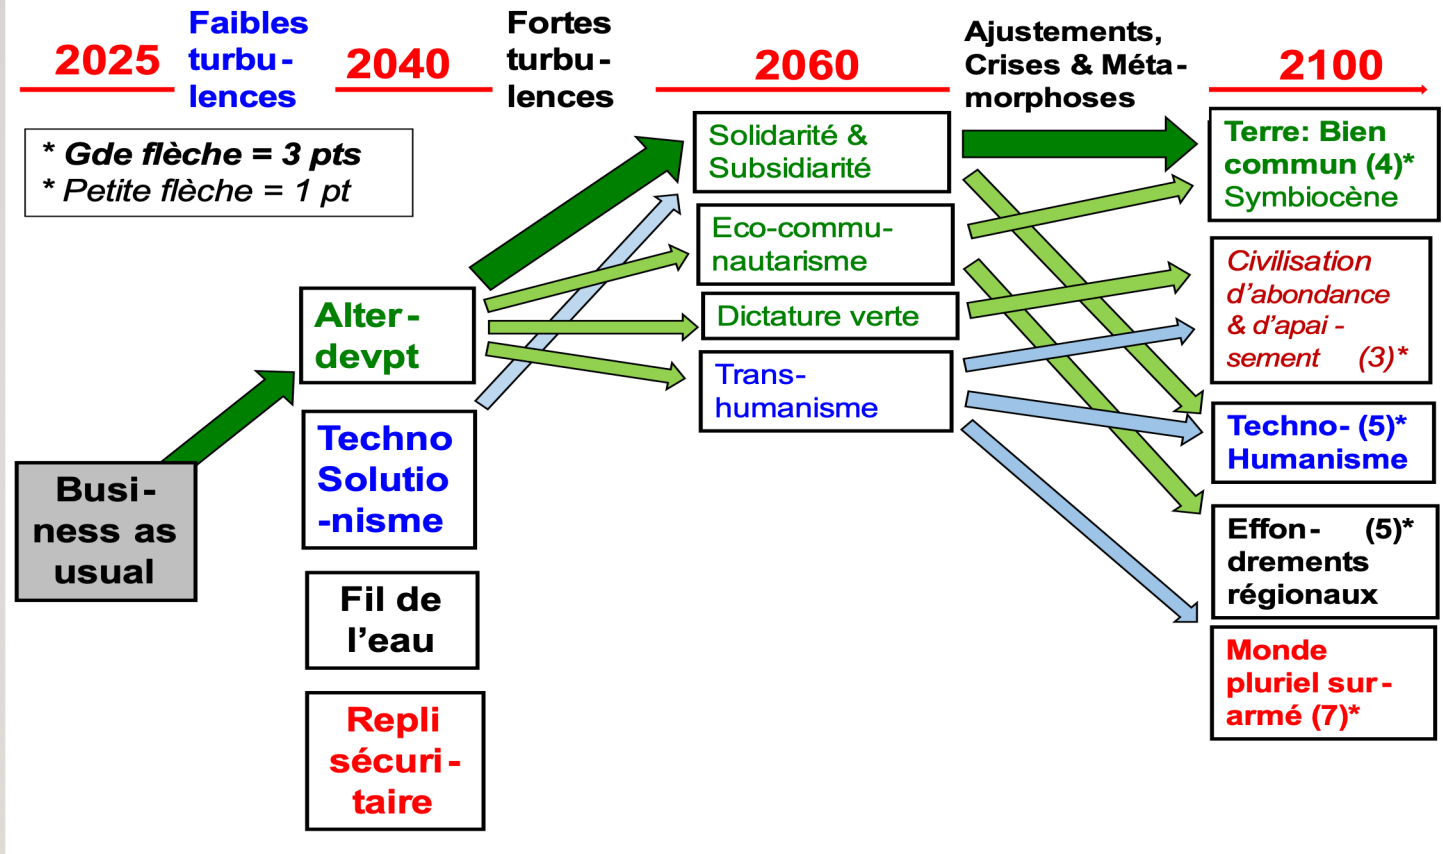 2025
Faibles
turbu-
lences
2040
Fortes
turbu-
lences
2060
Ajustements,
Crises & Méta-
morphoses
2100
* Gde flèche = 3 pts
* Petite flèche = 1 pt
Busi-
ness as
usual
Alter-
devpt
Techno
Solutio
-nisme
Fil de
l'eau
Repli
sécuri-
taire
Solidarité &
Subsidiarité
Eco-commu-
nautarisme
Dictature verte
Trans-
humanisme
Terre: Bien
commun (4)*
Symbiocène
Civilisation
d'abondance
& d'apai-
sement (3)*
Techno- (5)*
Humanisme
Effon- (5)*
drements
régionaux
Monde
pluriel sur-
armé (7)*